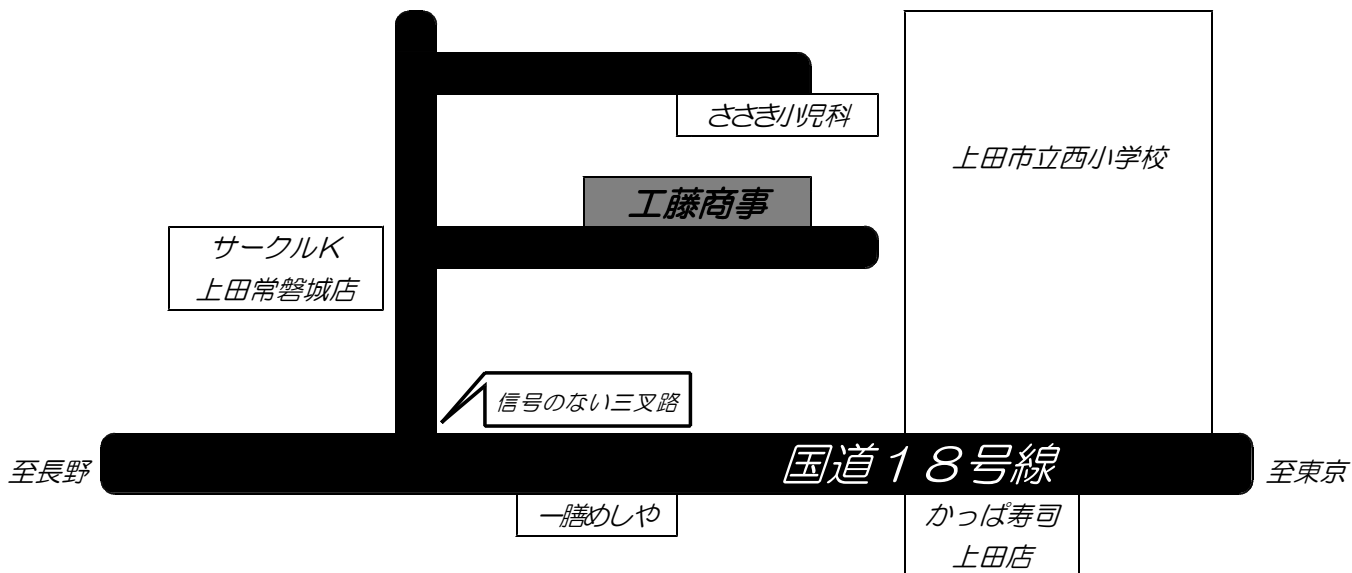 ささき小児科
上田市立西小学校
工藤商事
サークルK
上田常磐城店
信号のない三叉路
国道１８号線
至長野
至東京
一膳めしや
かっぱ寿司
上田店